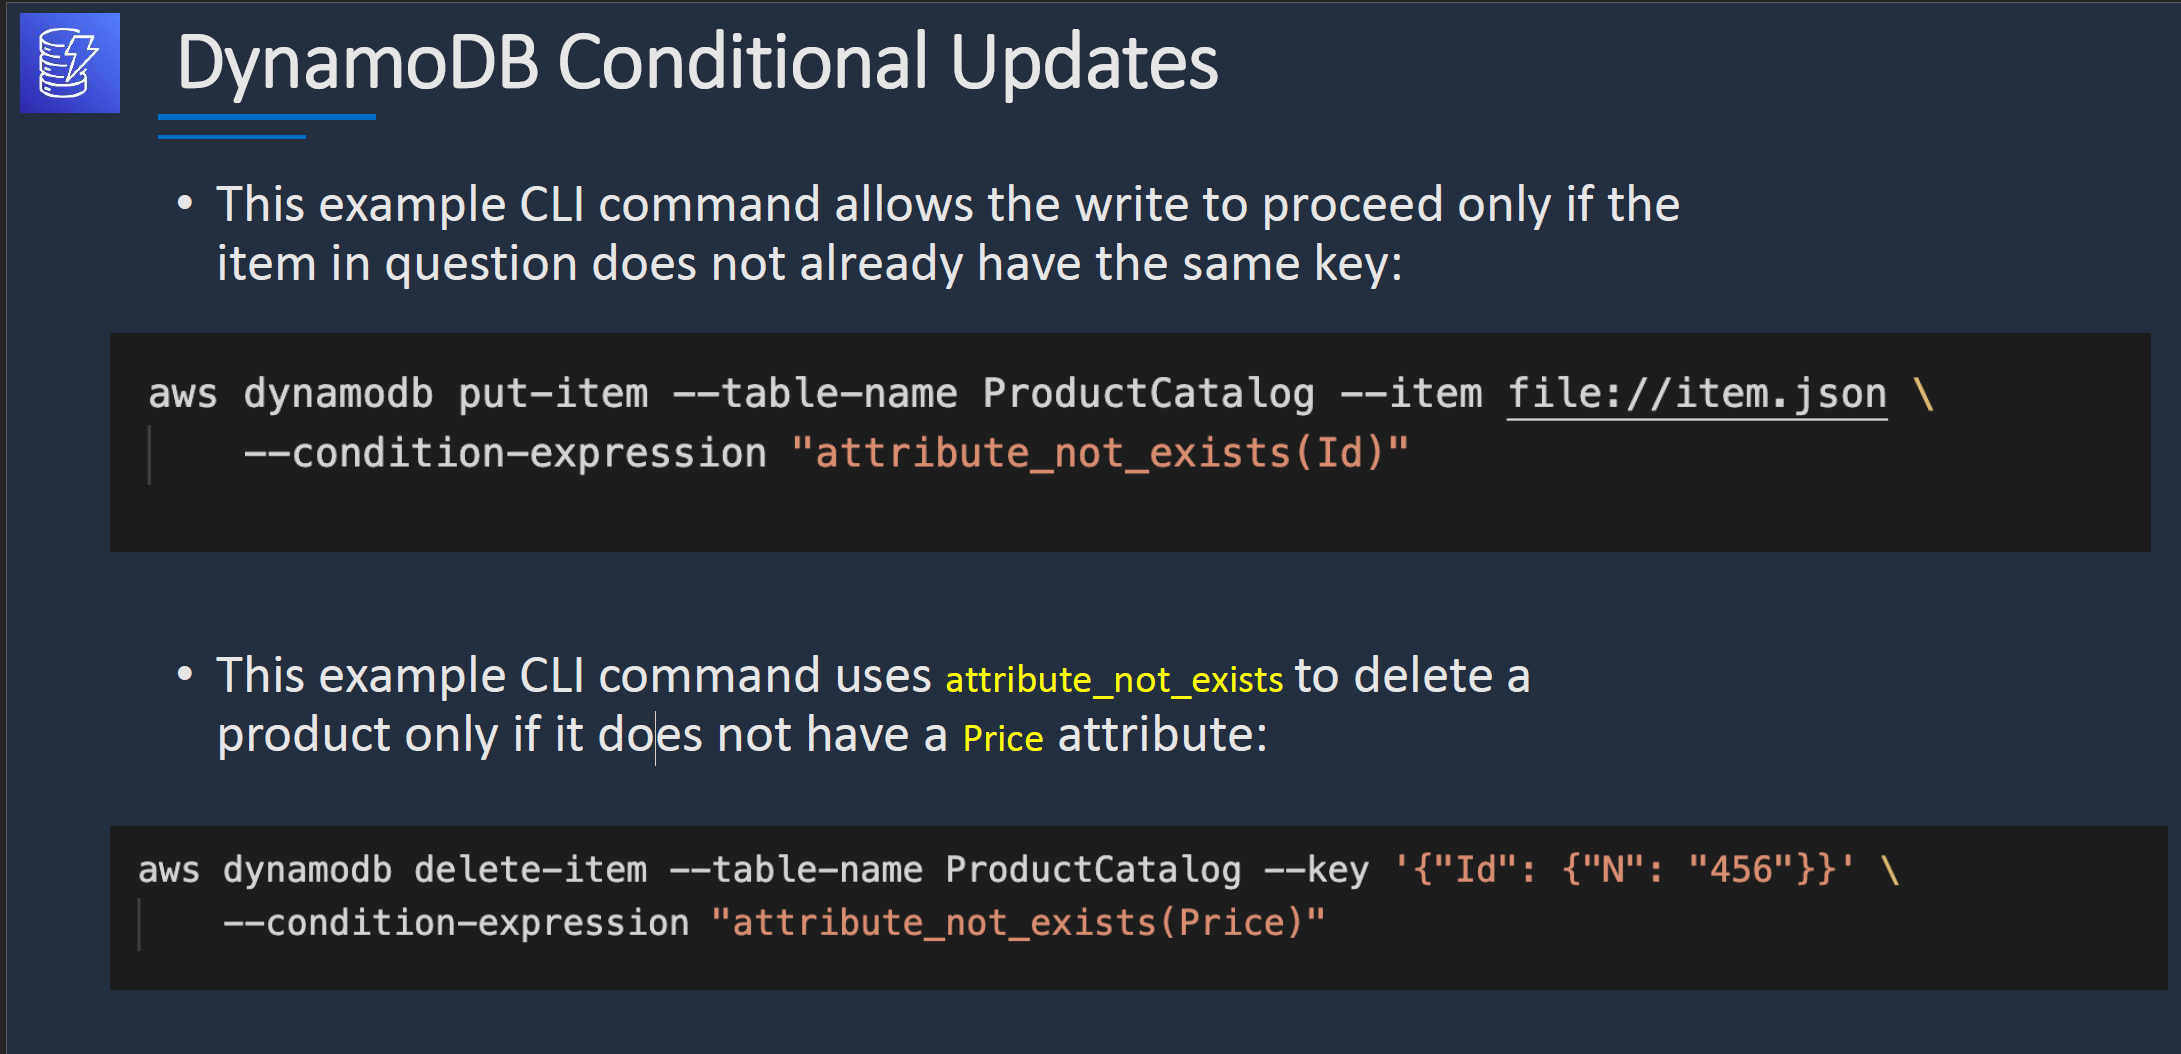 DynamoDB Conditional Updates
• This example CLI command allows the write to proceed only if the
item in question does not already have the same key:
aws dynamodb put-item --table-name ProductCatalog --item file://item.json \
--condition-expression "attribute_not_exists(Id)"
• This example CLI command uses attribute_not_exists to delete a
product only if it does not have a Price attribute:
aws dynamodb delete-item --table-name ProductCatalog --key '{"Id": {"N": "456"}}' \
--condition-expression "attribute_not_exists(Price)"